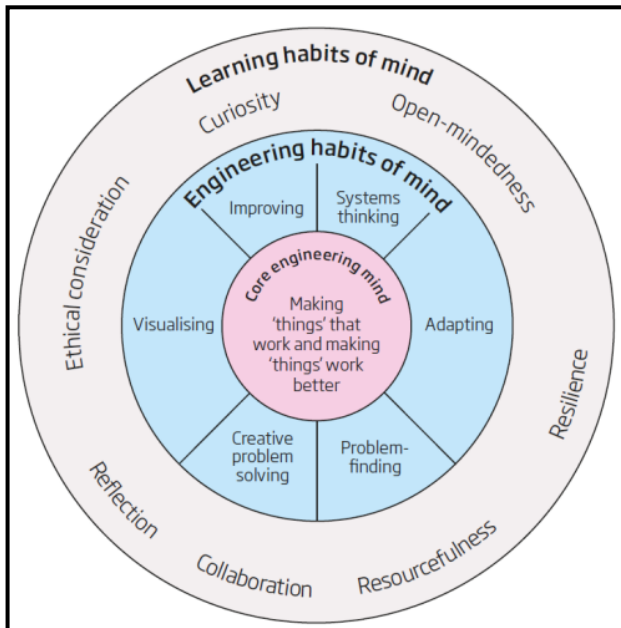 Learning habits of mind
Curiosity
Open-mindedness
Ethical consideration
Resilience
Reflection
Collaboration
Resourcefulness
Engineering habits of mind
Improving
Systems
thinking
Visualising
Adapting
Creative
problem
solving
Problem-
finding
Core engineering mind
Making
'things' that
work and making
'things' work
better